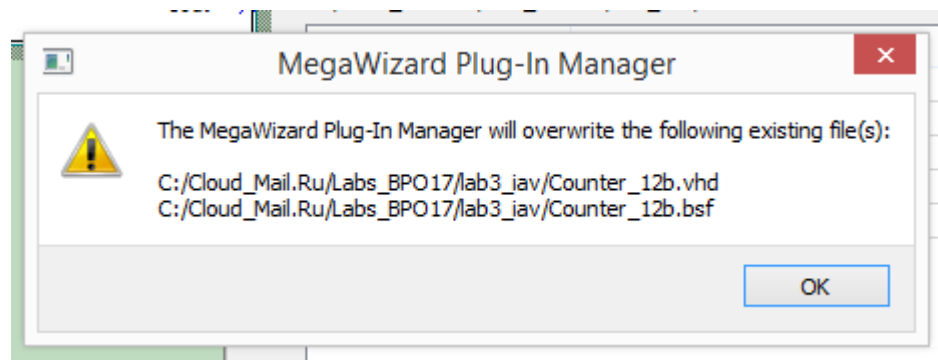 MegaWizard Plug-In Manager
The MegaWizard Plug-In Manager will overwrite the following existing file(s):
C:/Cloud_Mail.Ru/Labs_BPO17/lab3_iav/Counter_12b.vhd
C:/Cloud_Mail.Ru/Labs_BPO17/lab3_iav/Counter_12b.bsf
OK